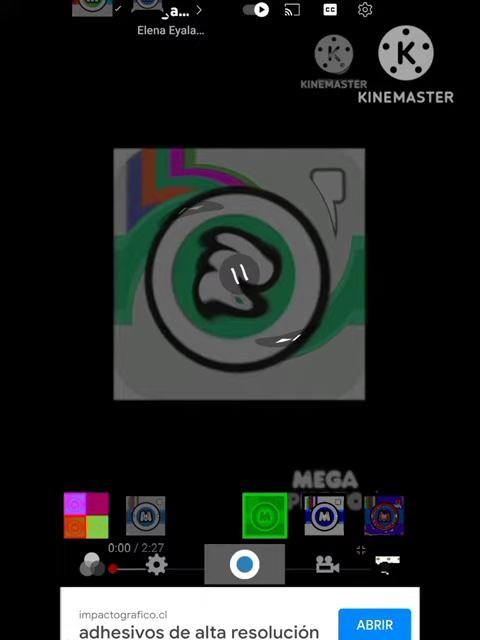 a...
Elena Eyala...
KINEMASTER
KINEMASTER
MEGA
0:00 / 2:27
impactografico.cl
adhesivos de alta resolución
ABRIR